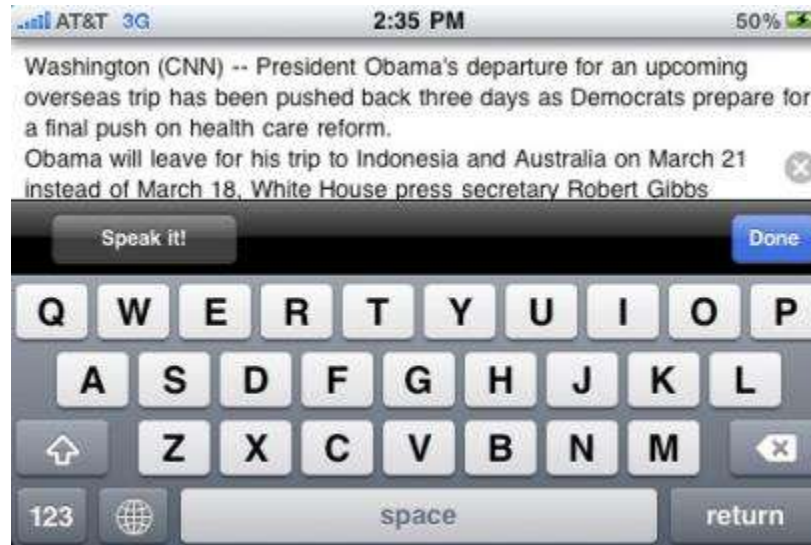 AT&T 3G 2:35 PM 50%
Washington (CNN) -- President Obama's departure for an upcoming
overseas trip has been pushed back three days as Democrats prepare for
a final push on health care reform.
Obama will leave for his trip to Indonesia and Australia on March 21
instead of March 18, White House press secretary Robert Gibbs
Speak it! Done
Q W E R T Y U I O P
A S D F G H J K L
Z X C V B N M
123 space return